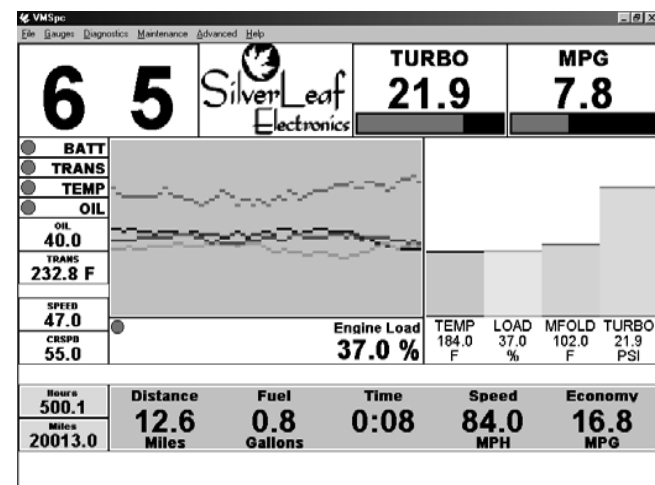 VMSpc
File Gauges Diagnostics Maintenance Advanced Help
6 5
SilverLeaf
Electronics
TURBO
21.9
MPG
7.8
BATT
TRANS
TEMP
OIL
OIL
40.0
TRANS
232.8 F
SPEED
47.0
CRSPD
55.0
Engine Load
37.0 %
TEMP LOAD MFOLD TURBO
184.0 37.0 102.0 21.9
F % F PSI
Hours
500.1
Miles
20013.0
Distance Fuel Time Speed Economy
12.6 0.8 0:08 84.0 16.8
Miles Gallons MPH MPG